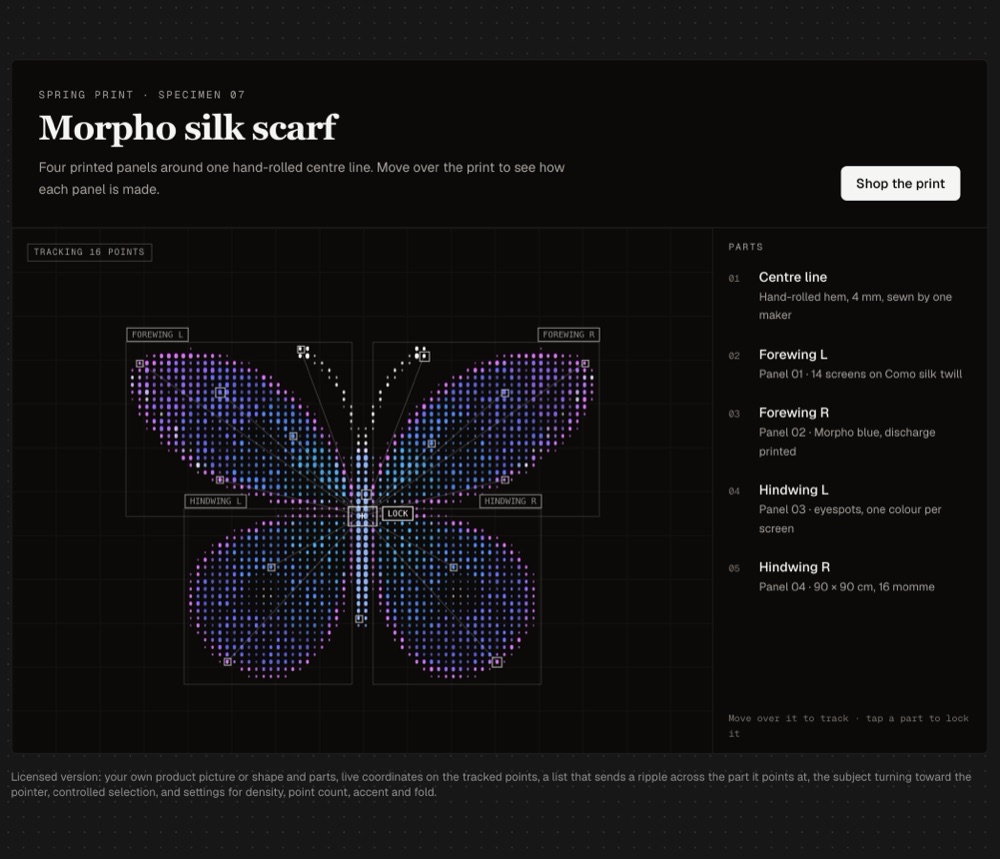 SPRING PRINT · SPECIMEN 07
Morpho silk scarf
Four printed panels around one hand-rolled centre line. Move over the print to see how
each panel is made.
Shop the print
TRACKING 16 POINTS
FOREWING L
FOREWING R
HINDWING L
HINDWING R
LOCK
PARTS
01 Centre line
Hand-rolled hem, 4 mm, sewn by one
maker
02 Forewing L
Panel 01 · 14 screens on Como silk twill
03 Forewing R
Panel 02 · Morpho blue, discharge
printed
04 Hindwing L
Panel 03 · eyespots, one colour per
screen
05 Hindwing R
Panel 04 · 90 × 90 cm, 16 momme
Move over it to track · tap a part to lock
it
Licensed version: your own product picture or shape and parts, live coordinates on the tracked points, a list that sends a ripple across the part it points at, the subject turning toward the
pointer, controlled selection, and settings for density, point count, accent and fold.